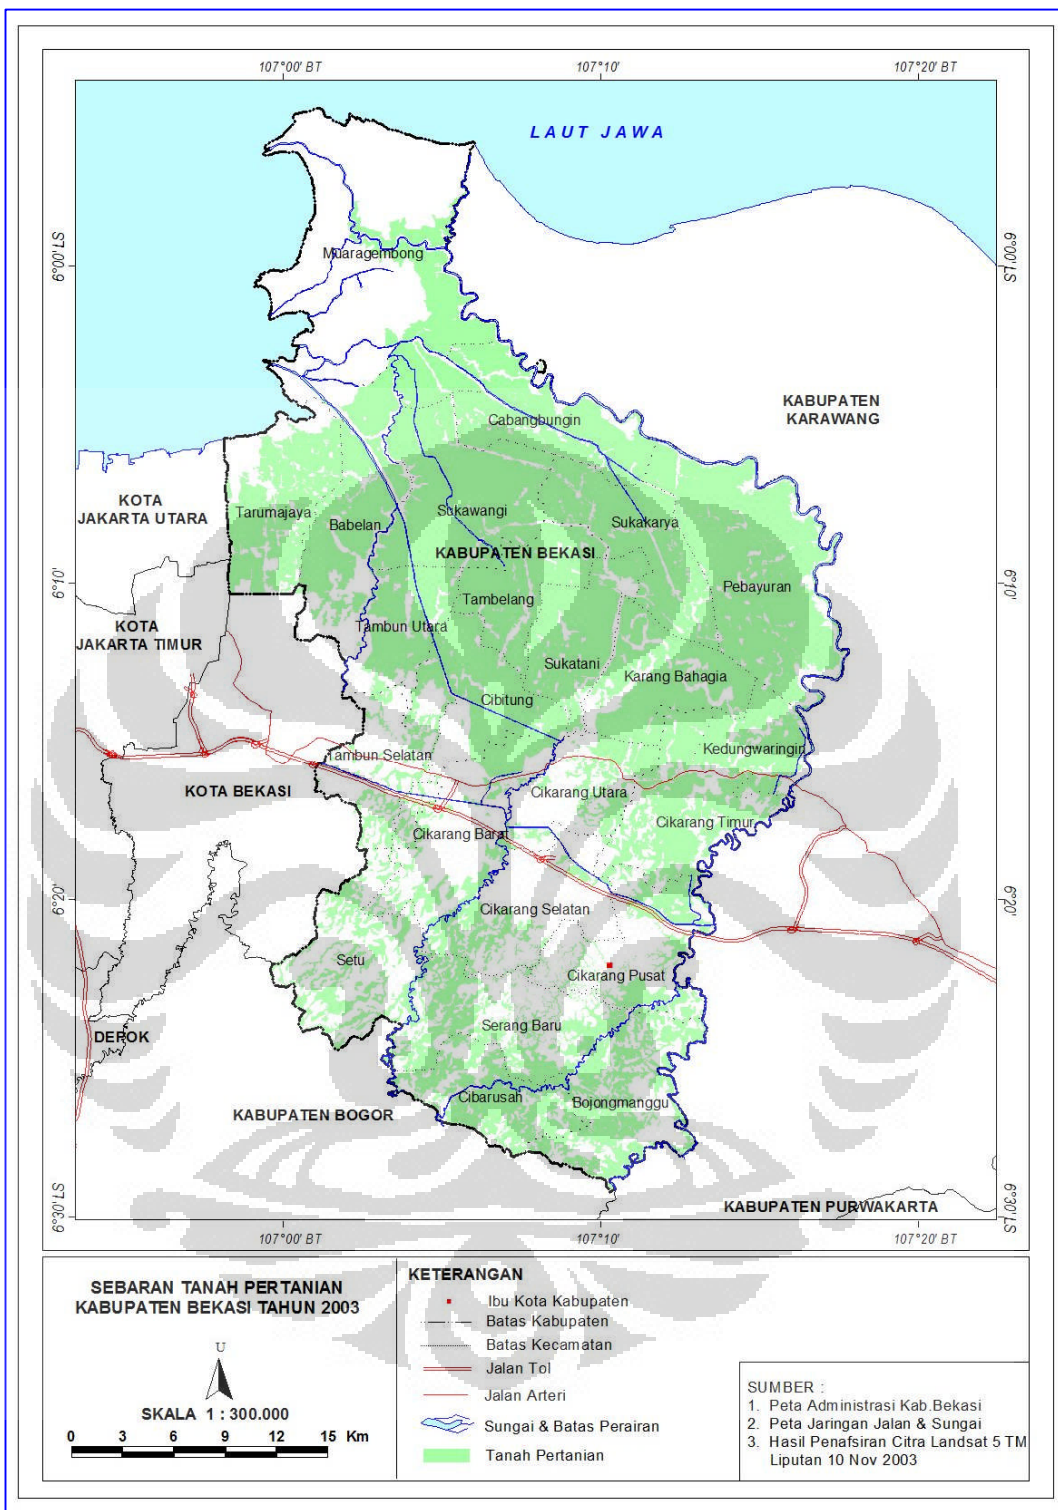 107°00' BT
107°10'
107°20' BT
LAUT JAWA
6°00' LS
6°00' LS
Muaragembong
KABUPATEN
KARAWANG
Cabangbungin
KOTA
JAKARTA UTARA
Tarumajaya
Babelan
Sukawangi
Sukakarya
KABUPATEN BEKASI
6°10'
6°10'
Pebayuran
Tambelang
KOTA
JAKARTA TIMUR
Tambun Utara
Sukatani
Karang Bahagia
Cibitung
Kedungwaringin
Tambun Selatan
KOTA BEKASI
Cikarang Utara
Cikarang Timur
Cikarang Barat
6°20'
6°20'
Cikarang Selatan
Setu
Cikarang Pusat
Serang Baru
DEPOK
Cibarusah
Bojongmanggu
KABUPATEN BOGOR
6°30' LS
6°30' LS
KABUPATEN PURWAKARTA
107°00' BT
107°10'
107°20' BT
SEBARAN TANAH PERTANIAN
KABUPATEN BEKASI TAHUN 2003
U
SKALA 1 : 300.000
0 3 6 9 12 15 Km
KETERANGAN
Ibu Kota Kabupaten
Batas Kabupaten
Batas Kecamatan
Jalan Tol
Jalan Arteri
Sungai & Batas Perairan
Tanah Pertanian
SUMBER :
1. Peta Administrasi Kab.Bekasi
2. Peta Jaringan Jalan & Sungai
3. Hasil Penafsiran Citra Landsat 5 TM
Liputan 10 Nov 2003